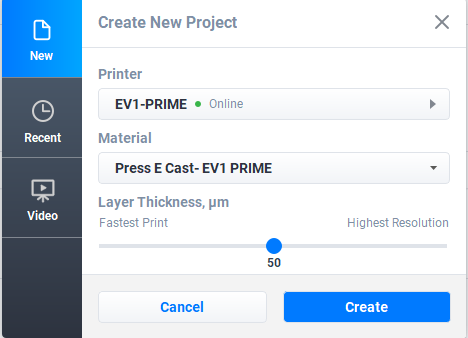 New
Recent
Video
Create New Project
Printer
EV1-PRIME • Online
Material
Press E Cast- EV1 PRIME
Layer Thickness, µm
Fastest Print Highest Resolution
50
Cancel Create